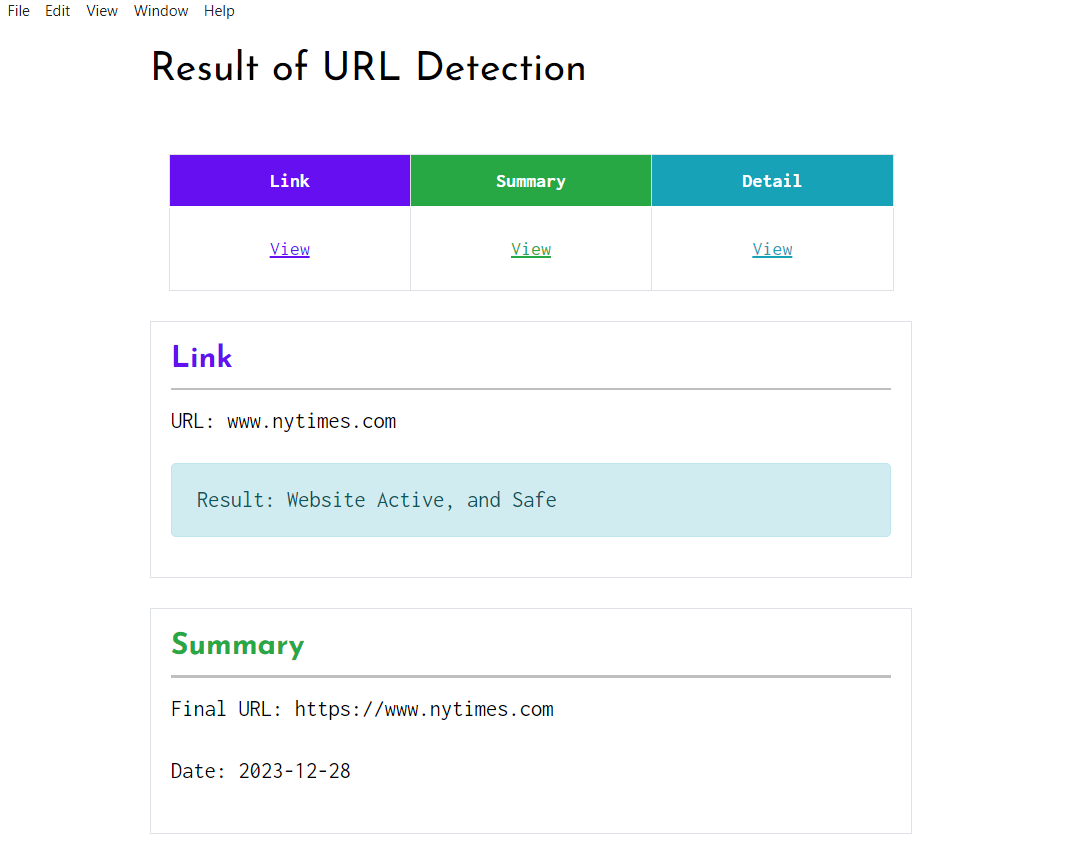 File Edit View Window Help
Result of URL Detection
Link Summary Detail
View View View
Link
URL: www.nytimes.com
Result: Website Active, and Safe
Summary
Final URL: https://www.nytimes.com
Date: 2023-12-28